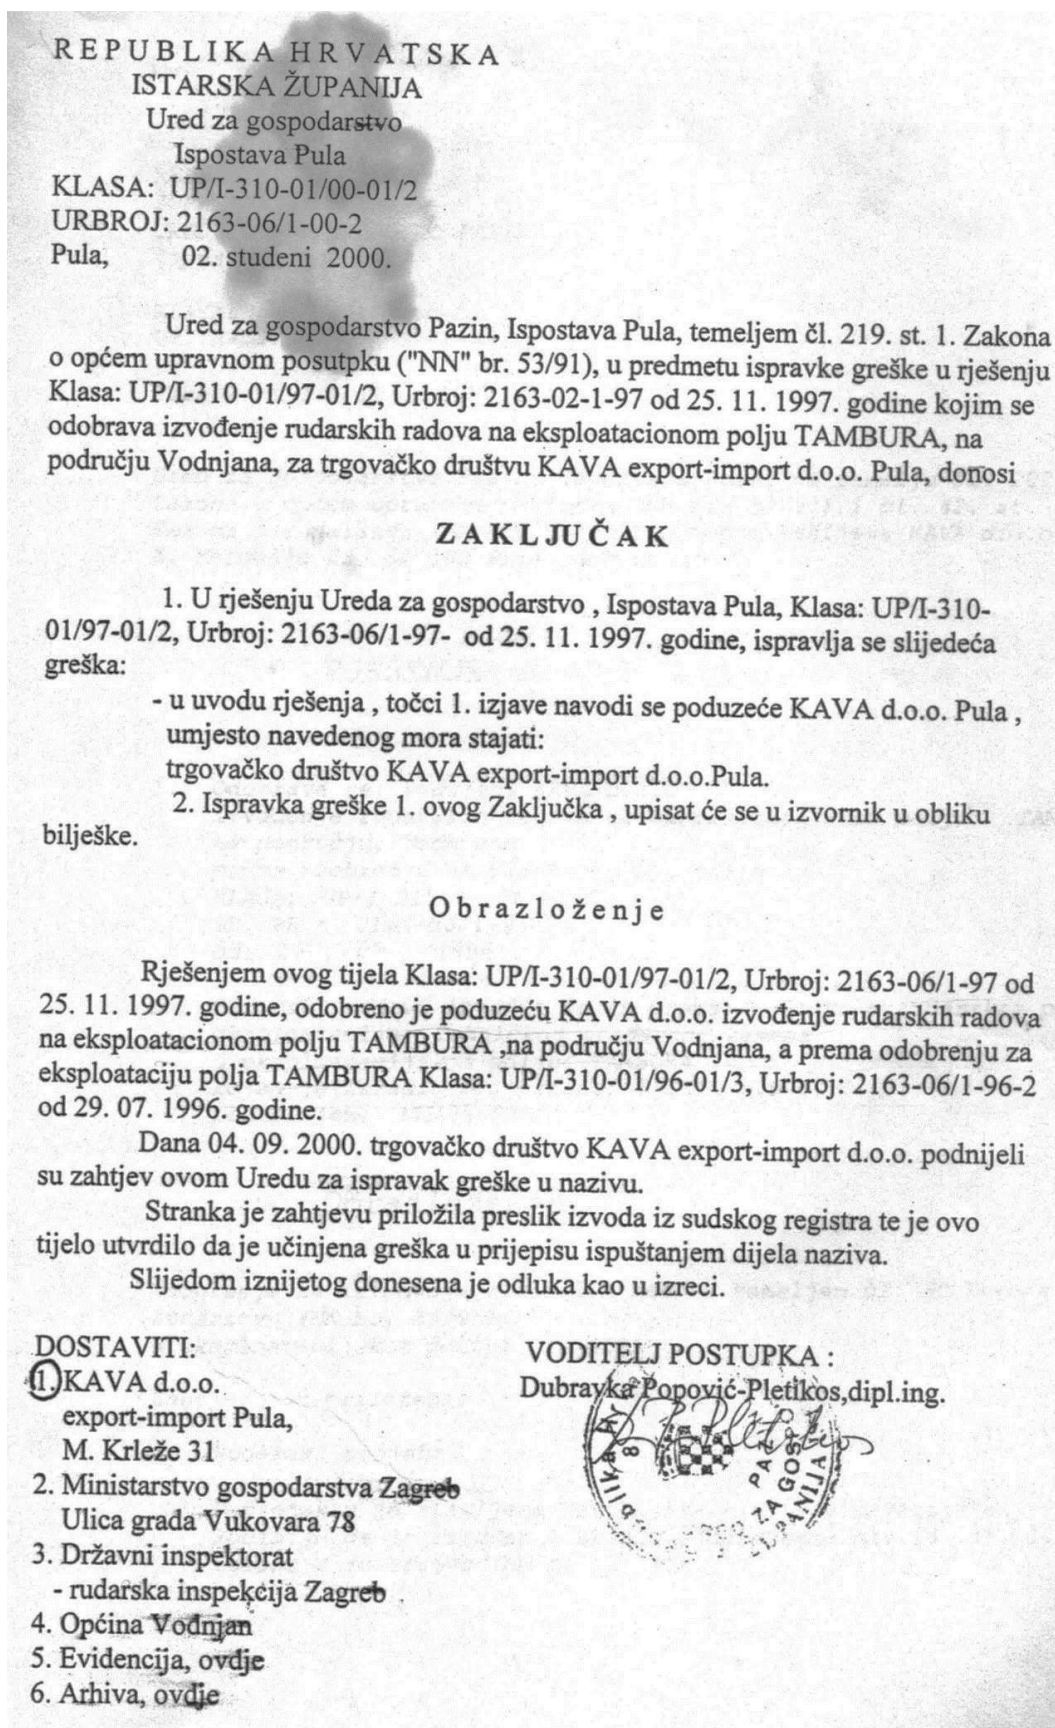 REPUBLIKA HRVATSKA
ISTARSKA ŽUPANIJA
Ured za gospodarstvo
Ispostava Pula
KLASA: UP/I-310-01/00-01/2
URBROJ: 2163-06/1-00-2
Pula, 02. studeni 2000.
Ured za gospodarstvo Pazin, Ispostava Pula, temeljem čl. 219. st. 1. Zakona
o općem upravnom posutpku ("NN" br. 53/91), u predmetu ispravke greške u rješenju
Klasa: UP/I-310-01/97-01/2, Urbroj: 2163-02-1-97 od 25. 11. 1997. godine kojim se
odobrava izvođenje rudarskih radova na eksploatacionom polju TAMBURA, na
području Vodnjana, za trgovačko društvu KAVA export-import d.o.o. Pula, donosi
ZAKLJUČAK
1. U rješenju Ureda za gospodarstvo , Ispostava Pula, Klasa: UP/I-310-
01/97-01/2, Urbroj: 2163-06/1-97- od 25. 11. 1997. godine, ispravlja se slijedeća
greška:
- u uvodu rješenja , točci 1. izjave navodi se poduzeće KAVA d.o.o. Pula ,
umjesto navedenog mora stajati:
trgovačko društvo KAVA export-import d.o.o.Pula.
2. Ispravka greške 1. ovog Zaključka , upisat će se u izvornik u obliku
bilješke.
Obrazloženje
Rješenjem ovog tijela Klasa: UP/I-310-01/97-01/2, Urbroj: 2163-06/1-97 od
25. 11. 1997. godine, odobreno je poduzeću KAVA d.o.o. izvođenje rudarskih radova
na eksploatacionom polju TAMBURA ,na području Vodnjana, a prema odobrenju za
eksploataciju polja TAMBURA Klasa: UP/I-310-01/96-01/3, Urbroj: 2163-06/1-96-2
od 29. 07. 1996. godine.
Dana 04. 09. 2000. trgovačko društvo KAVA export-import d.o.o. podnijeli
su zahtjev ovom Uredu za ispravak greške u nazivu.
Stranka je zahtjevu priložila preslik izvoda iz sudskog registra te je ovo
tijelo utvrdilo da je učinjena greška u prijepisu ispuštanjem dijela naziva.
Slijedom iznijetog donesena je odluka kao u izreci.
DOSTAVITI:
1. KAVA d.o.o.
export-import Pula,
M. Krleže 31
2. Ministarstvo gospodarstva Zagreb
Ulica grada Vukovara 78
3. Državni inspektorat
- rudarska inspekcija Zagreb
4. Općina Vodnjan
5. Evidencija, ovdje
6. Arhiva, ovdje
VODITELJ POSTUPKA :
Dubravka Popović-Pletikos,dipl.ing.